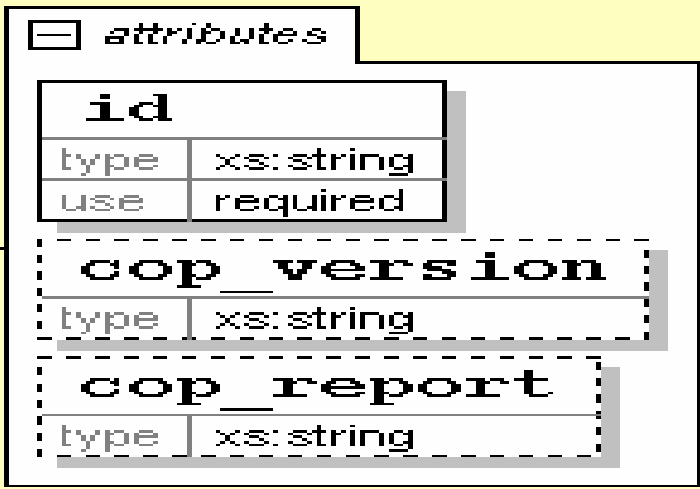 attributes
id
type xs:string
use required
cop_version
type xs:string
cop_report
type xs:string